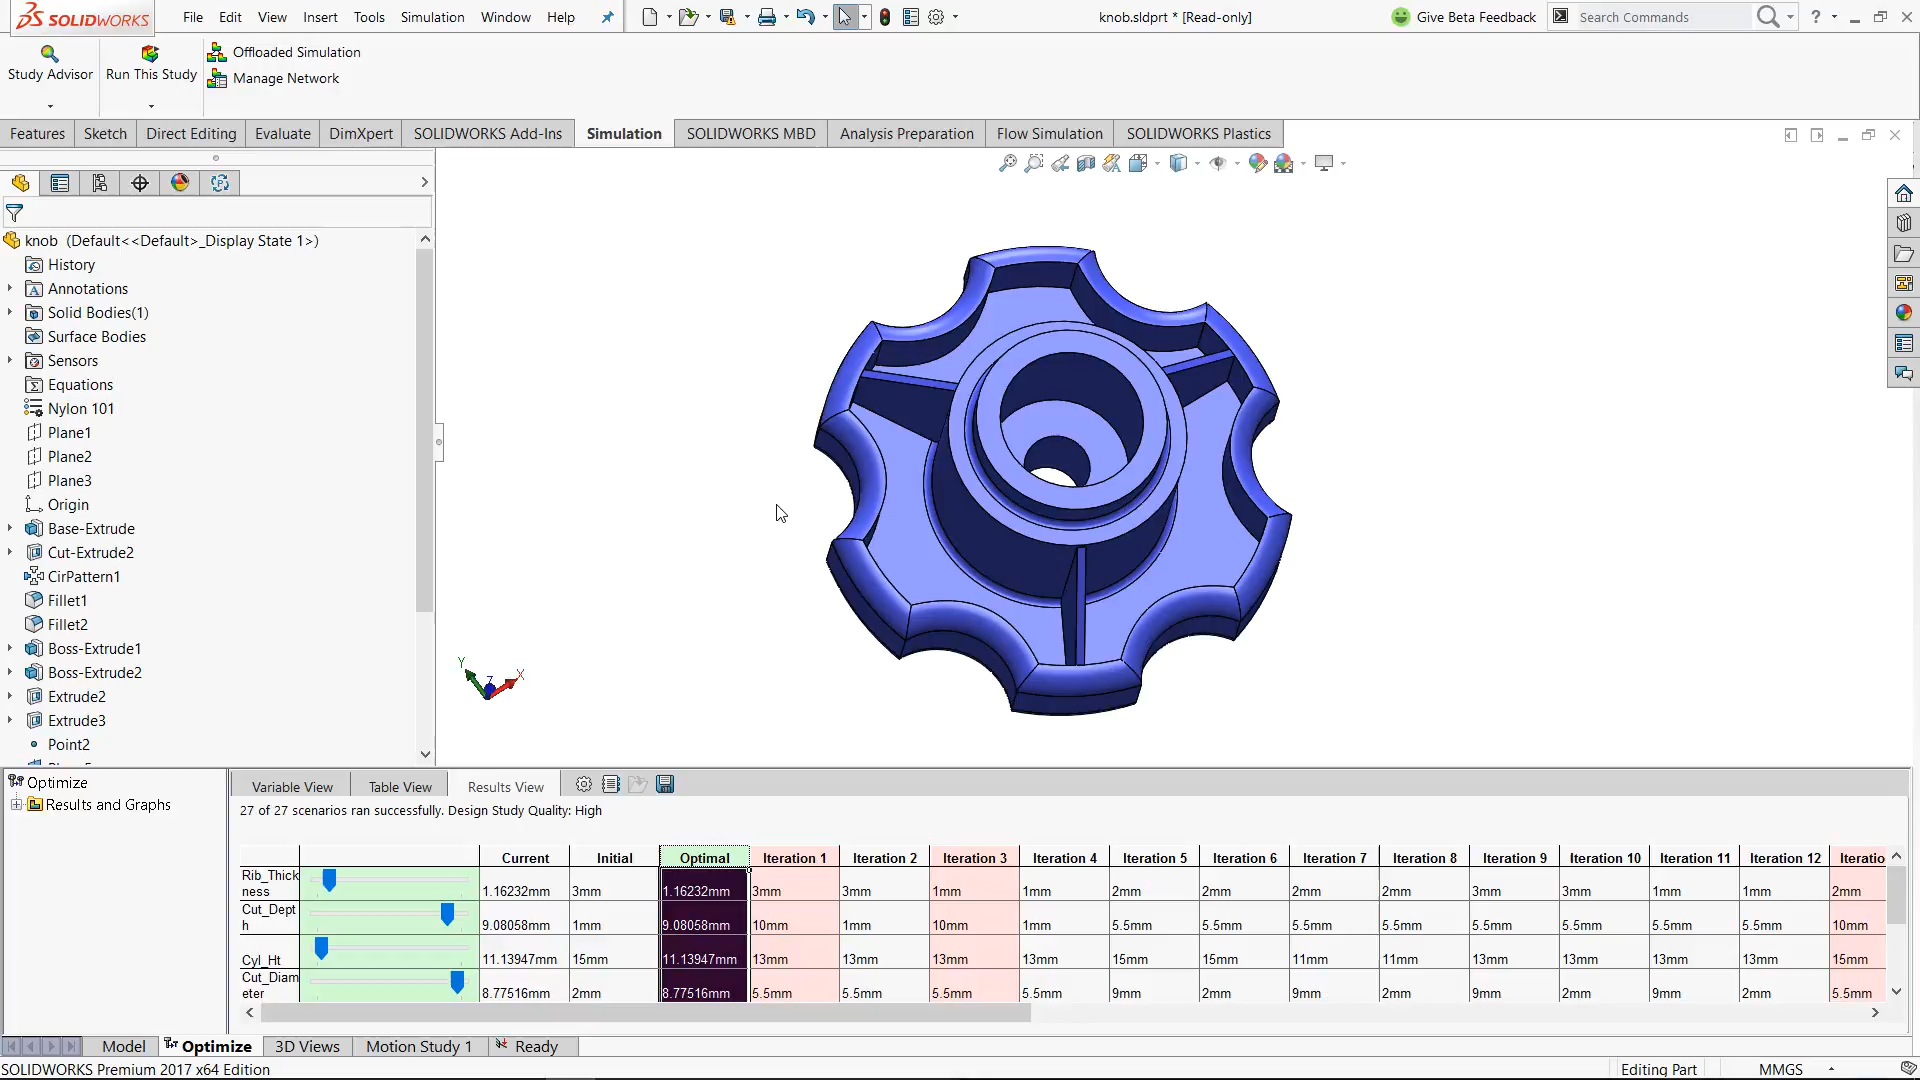 SOLIDWORKS File Edit View Insert Tools Simulation Window Help knob.sldprt * [Read-only] Give Beta Feedback Search Commands ?
Study Advisor
Run This Study
Offloaded Simulation
Manage Network
Features Sketch Direct Editing Evaluate DimXpert SOLIDWORKS Add-Ins Simulation SOLIDWORKS MBD Analysis Preparation Flow Simulation SOLIDWORKS Plastics
knob (Default<<Default>_Display State 1>)
History
Annotations
Solid Bodies(1)
Surface Bodies
Sensors
Equations
Nylon 101
Plane1
Plane2
Plane3
Origin
Base-Extrude
Cut-Extrude2
CirPattern1
Fillet1
Fillet2
Boss-Extrude1
Boss-Extrude2
Extrude2
Extrude3
Point2
Y Z X
Optimize
Results and Graphs
Variable View Table View Results View
27 of 27 scenarios ran successfully. Design Study Quality: High
Current Initial Optimal Iteration 1 Iteration 2 Iteration 3 Iteration 4 Iteration 5 Iteration 6 Iteration 7 Iteration 8 Iteration 9 Iteration 10 Iteration 11 Iteration 12 Iteratio
Rib_Thick
ness 1.16232mm 3mm 1.16232mm 3mm 3mm 1mm 1mm 2mm 2mm 2mm 2mm 3mm 3mm 1mm 1mm 2mm
Cut_Dept
h 9.08058mm 1mm 9.08058mm 10mm 1mm 10mm 1mm 5.5mm 5.5mm 5.5mm 5.5mm 5.5mm 5.5mm 5.5mm 5.5mm 10mm
Cyl_Ht 11.13947mm 15mm 11.13947mm 13mm 13mm 13mm 13mm 15mm 15mm 11mm 11mm 13mm 13mm 13mm 13mm 15mm
Cut_Diam
eter 8.77516mm 2mm 8.77516mm 5.5mm 5.5mm 5.5mm 5.5mm 9mm 2mm 9mm 2mm 9mm 2mm 9mm 2mm 5.5mm
Model Optimize 3D Views Motion Study 1 Ready
SOLIDWORKS Premium 2017 x64 Edition Editing Part MMGS